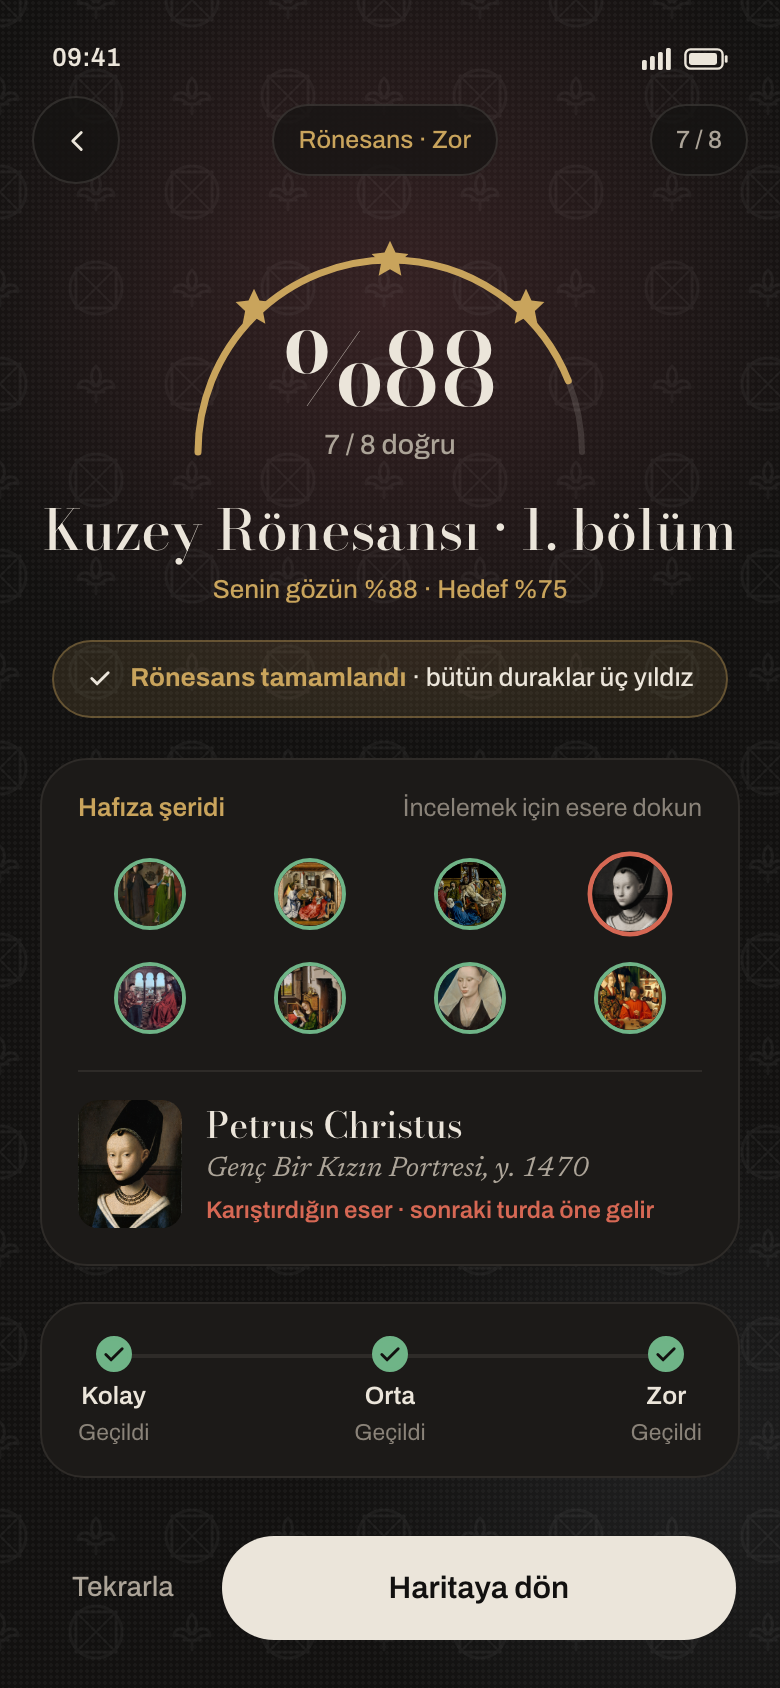 09:41
Rönesans · Zor
7 / 8
%88
7 / 8 doğru
Kuzey Rönesansı · 1. bölüm
Senin gözün %88 · Hedef %75
Rönesans tamamlandı · bütün duraklar üç yıldız
Hafıza şeridi
İncelemek için esere dokun
Petrus Christus
Genç Bir Kızın Portresi, y. 1470
Karıştırdığın eser · sonraki turda öne gelir
Kolay
Orta
Zor
Geçildi
Geçildi
Geçildi
Tekrarla
Haritaya dön